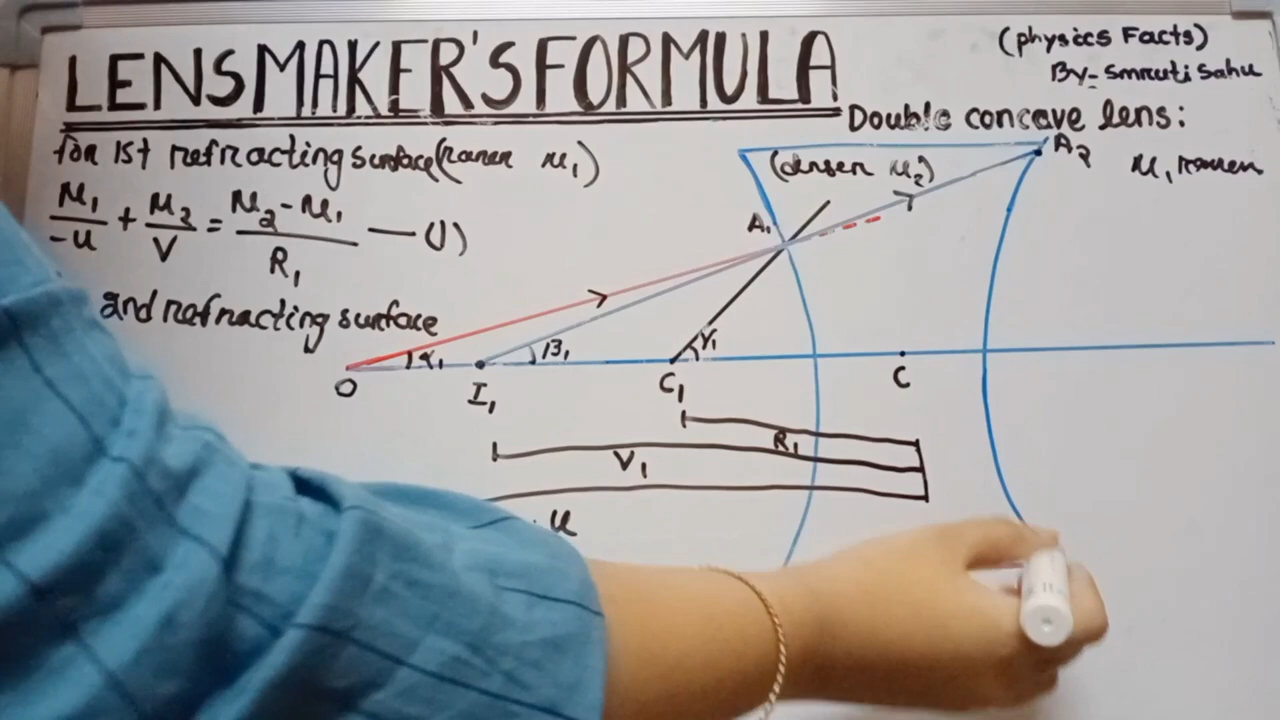 LENSMAKER'S FORMULA
(physics Facts)
By- Smruti Sahu
Double concave lens:
for 1st refracting surface (rarer μ₁)
μ₁/-u + μ₂/V = μ₂-μ₁/R₁ — (1)
2nd refracting surface
(denser μ₂)
A₂
μ₁ rarer
A₁
α₁
β₁
γ₁
O
I₁
C₁
C
R₁
V₁
u